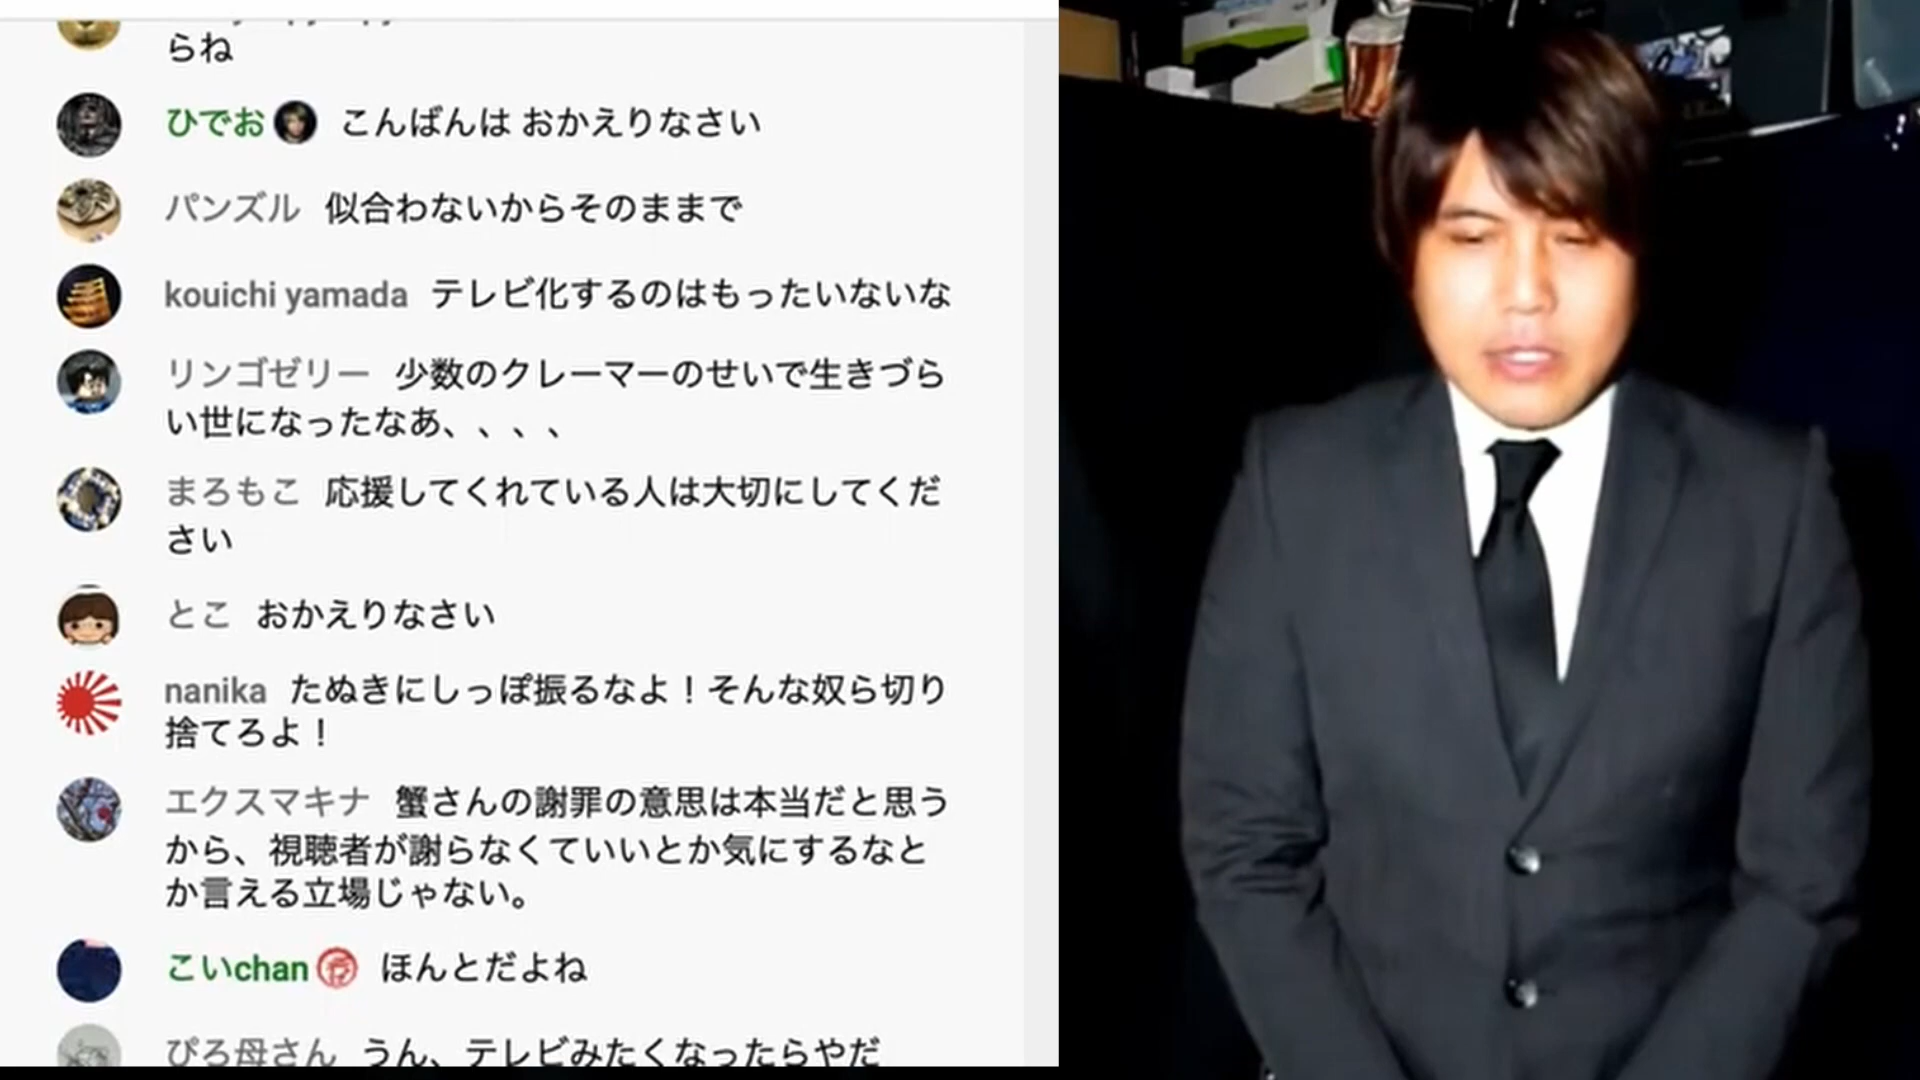 らね
ひでお こんばんは おかえりなさい
パンズル 似合わないからそのままで
kouichi yamada テレビ化するのはもったいないな
リンゴゼリー 少数のクレーマーのせいで生きづら
い世になったなあ、、、、
まろもこ 応援してくれている人は大切にしてくだ
さい
とこ おかえりなさい
nanika たぬきにしっぽ振るなよ！そんな奴ら切り
捨てろよ！
エクスマキナ 蟹さんの謝罪の意思は本当だと思う
から、視聴者が謝らなくていいとか気にするなと
か言える立場じゃない。
こいchan ほんとだよね
ぴろ母さん うん、テレビみたくなったらやだ